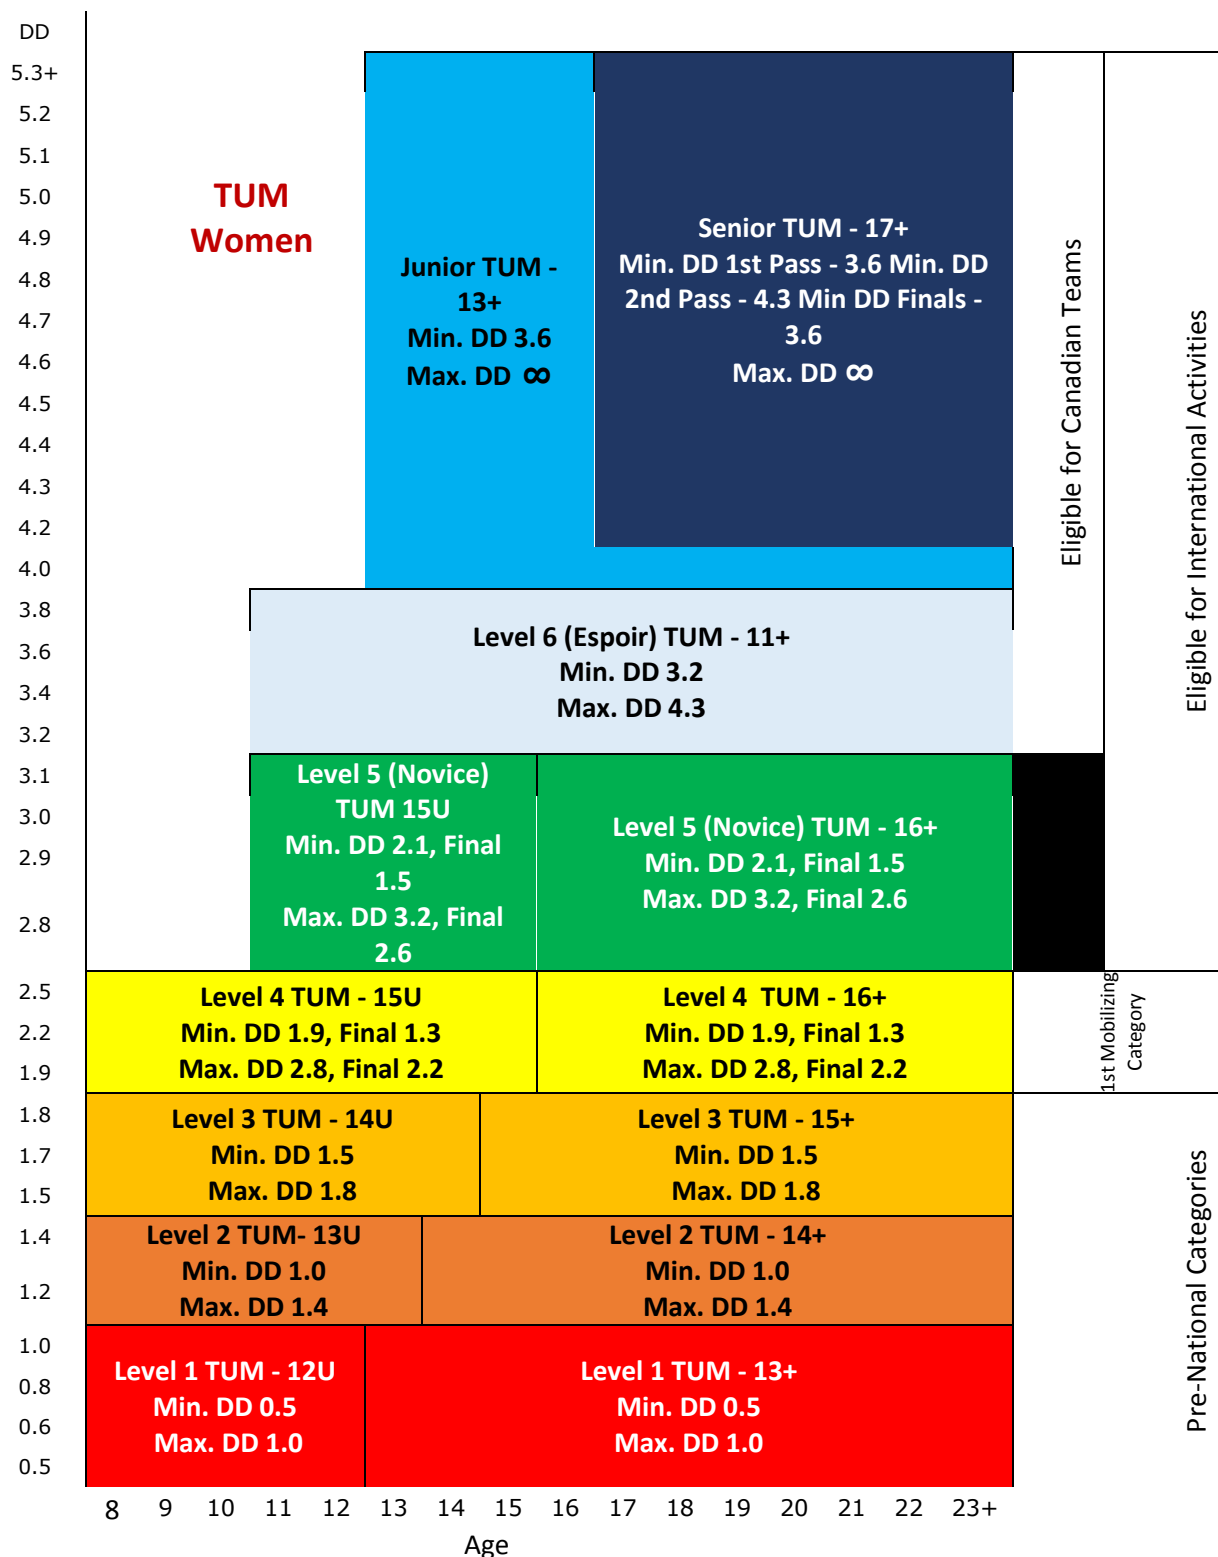 DD
5.3+
5.2
5.1
5.0
4.9
4.8
4.7
4.6
4.5
4.4
4.3
4.2
4.0
3.8
3.6
3.4
3.2
3.1
3.0
2.9
2.8
2.5
2.2
1.9
1.8
1.7
1.5
1.4
1.2
1.0
0.8
0.6
0.5
TUM
Women
Junior TUM -
13+
Min. DD 3.6
Max. DD ∞
Senior TUM - 17+
Min. DD 1st Pass - 3.6 Min. DD
2nd Pass - 4.3 Min DD Finals -
3.6
Max. DD ∞
Level 6 (Espoir) TUM - 11+
Min. DD 3.2
Max. DD 4.3
Level 5 (Novice)
TUM 15U
Min. DD 2.1, Final
1.5
Max. DD 3.2, Final
2.6
Level 5 (Novice) TUM - 16+
Min. DD 2.1, Final 1.5
Max. DD 3.2, Final 2.6
Level 4 TUM - 15U
Min. DD 1.9, Final 1.3
Max. DD 2.8, Final 2.2
Level 4 TUM - 16+
Min. DD 1.9, Final 1.3
Max. DD 2.8, Final 2.2
Level 3 TUM - 14U
Min. DD 1.5
Max. DD 1.8
Level 3 TUM - 15+
Min. DD 1.5
Max. DD 1.8
Level 2 TUM- 13U
Min. DD 1.0
Max. DD 1.4
Level 2 TUM - 14+
Min. DD 1.0
Max. DD 1.4
Level 1 TUM - 12U
Min. DD 0.5
Max. DD 1.0
Level 1 TUM - 13+
Min. DD 0.5
Max. DD 1.0
Eligible for Canadian Teams
Eligible for International Activities
1st Mobilizing
Category
Pre-National Categories
8 9 10 11 12 13 14 15 16 17 18 19 20 21 22 23+
Age